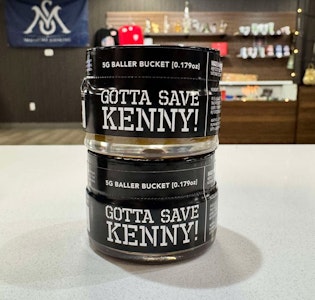 5G BALLER BUCKET [0.179oz]
GOTTA SAVE
KENNY!
5G BALLER BUCKET [0.179oz]
GOTTA SAVE
KENNY!